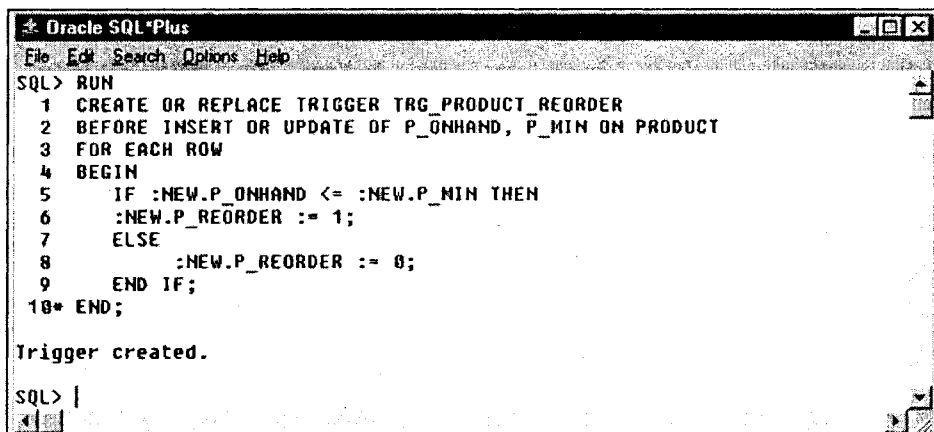 Oracle SQL*Plus
File Edit Search Options Help
SQL> RUN
  1  CREATE OR REPLACE TRIGGER TRG_PRODUCT_REORDER
  2  BEFORE INSERT OR UPDATE OF P_ONHAND, P_MIN ON PRODUCT
  3  FOR EACH ROW
  4  BEGIN
  5      IF :NEW.P_ONHAND <= :NEW.P_MIN THEN
  6      :NEW.P_REORDER := 1;
  7      ELSE
  8           :NEW.P_REORDER := 0;
  9      END IF;
 10* END;
Trigger created.
SQL>